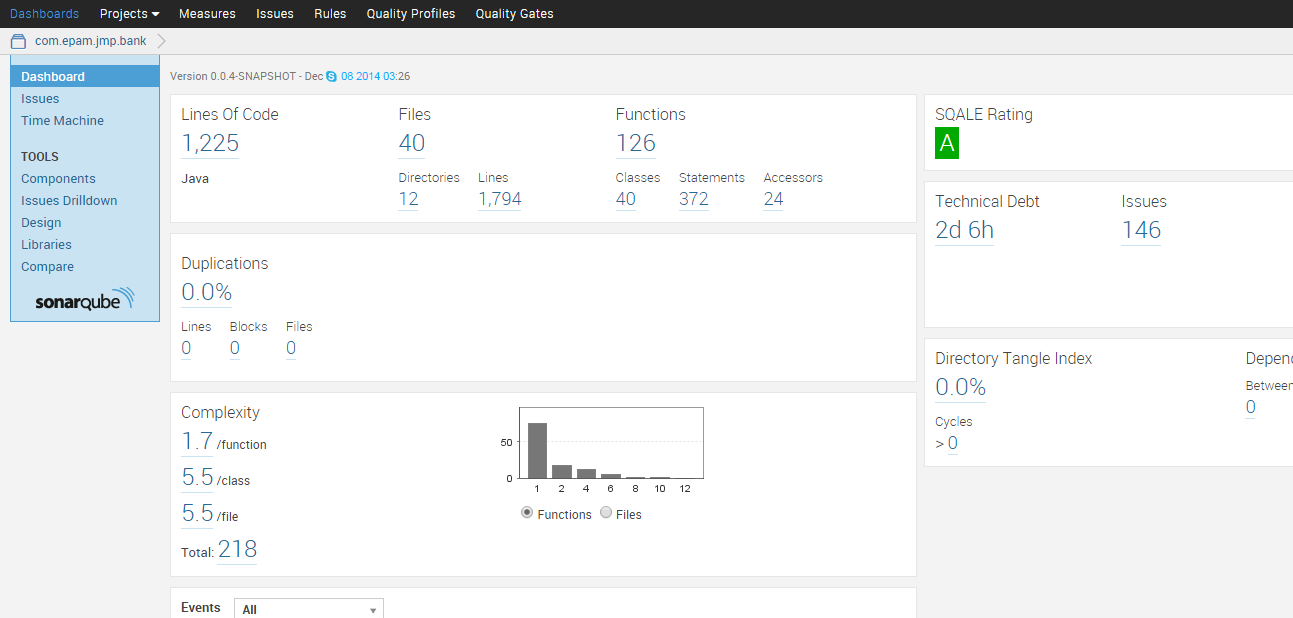 Dashboards Projects Measures Issues Rules Quality Profiles Quality Gates
com.epam.jmp.bank
Dashboard
Issues
Time Machine
TOOLS
Components
Issues Drilldown
Design
Libraries
Compare
sonarqube
Version 0.0.4-SNAPSHOT - Dec 08 2014 03:26
Lines Of Code Files Functions
1,225 40 126
Java Directories Lines Classes Statements Accessors
12 1,794 40 372 24
Duplications
0.0%
Lines Blocks Files
0 0 0
Complexity
1.7 /function
5.5 /class
5.5 /file
Total: 218
50
0
1 2 4 6 8 10 12
Functions Files
Events All
SQALE Rating
A
Technical Debt Issues
2d 6h 146
Directory Tangle Index Depend
0.0% Between
0
Cycles
> 0